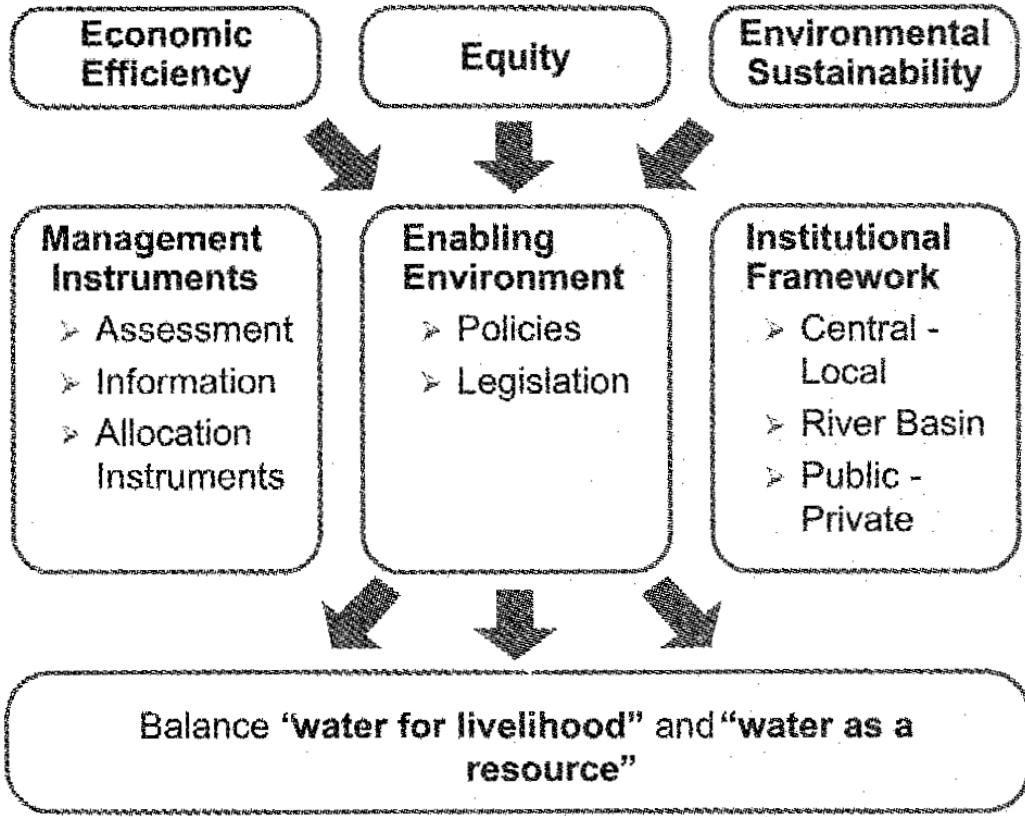 Economic
Efficiency
Equity
Environmental
Sustainability
Management
Instruments
➢ Assessment
➢ Information
➢ Allocation
Instruments
Enabling
Environment
➢ Policies
➢ Legislation
Institutional
Framework
➢ Central -
Local
➢ River Basin
➢ Public -
Private
Balance “water for livelihood” and “water as a
resource”